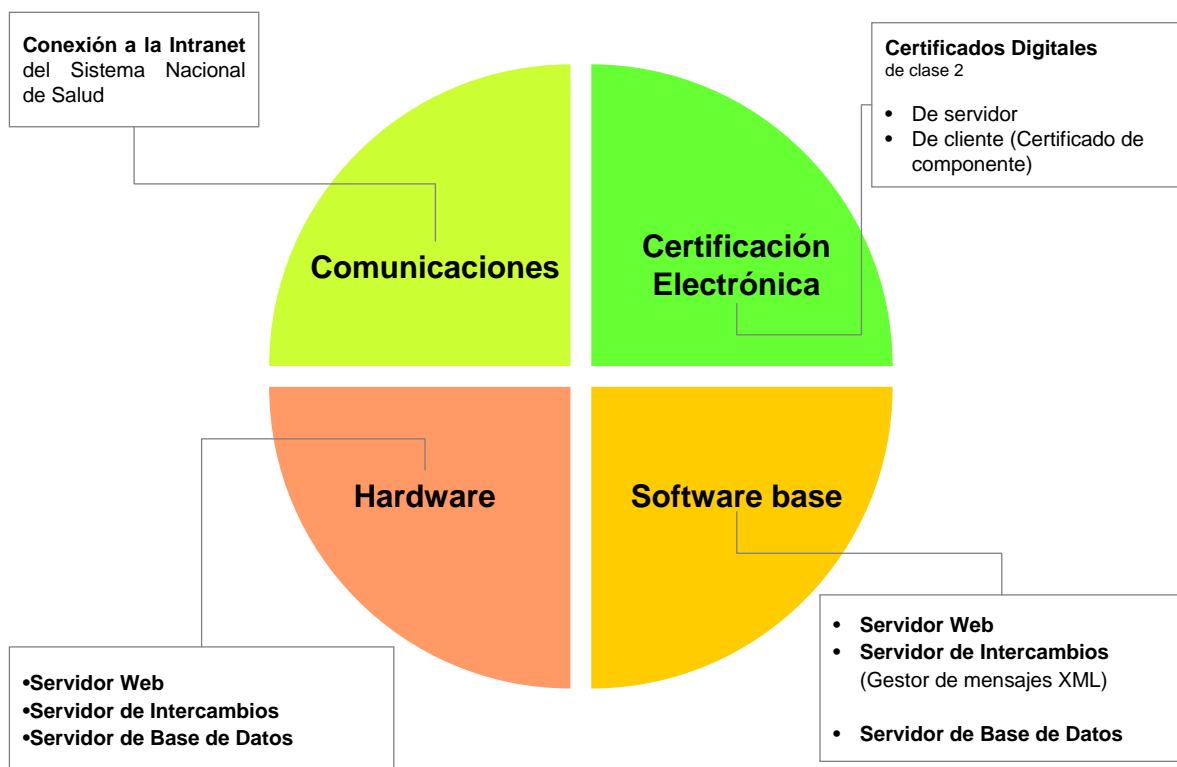 Conexión a la Intranet
del Sistema Nacional
de Salud
Certificados Digitales
de clase 2
• De servidor
• De cliente (Certificado de
componente)
Comunicaciones
Certificación
Electrónica
Hardware
Software base
•Servidor Web
•Servidor de Intercambios
•Servidor de Base de Datos
• Servidor Web
• Servidor de Intercambios
(Gestor de mensajes XML)
• Servidor de Base de Datos